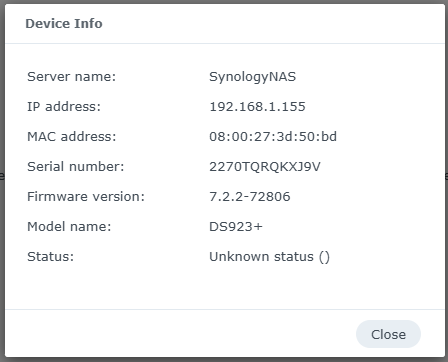 Device Info
Server name: SynologyNAS
IP address: 192.168.1.155
MAC address: 08:00:27:3d:50:bd
Serial number: 2270TQRQKXJ9V
Firmware version: 7.2.2-72806
Model name: DS923+
Status: Unknown status ()
Close